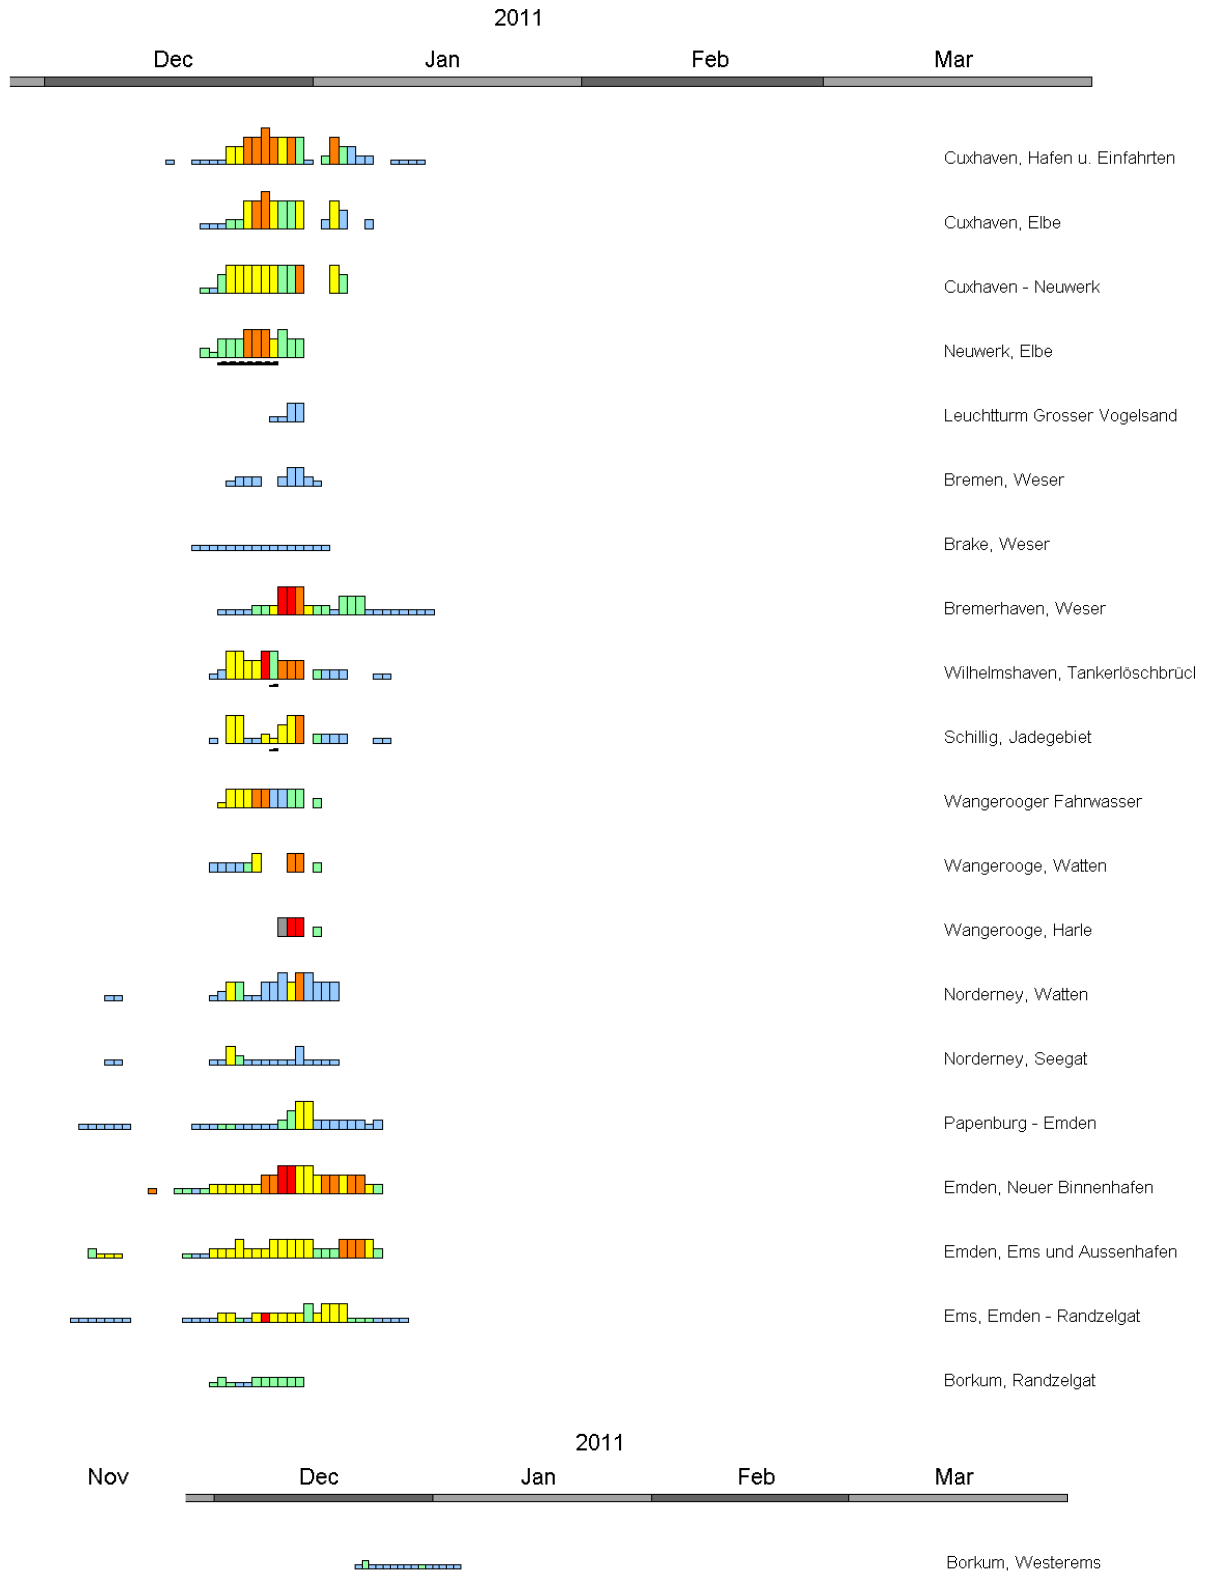 2011
Dec Jan Feb Mar
Cuxhaven, Hafen u. Einfahrten
Cuxhaven, Elbe
Cuxhaven - Neuwerk
Neuwerk, Elbe
Leuchtturm Grosser Vogelsand
Bremen, Weser
Brake, Weser
Bremerhaven, Weser
Wilhelmshaven, Tankerlöschbrücl
Schillig, Jadegebiet
Wangerooger Fahrwasser
Wangerooge, Watten
Wangerooge, Harle
Norderney, Watten
Norderney, Seegat
Papenburg - Emden
Emden, Neuer Binnenhafen
Emden, Ems und Aussenhafen
Ems, Emden - Randzelgat
Borkum, Randzelgat
2011
Nov Dec Jan Feb Mar
Borkum, Westerems